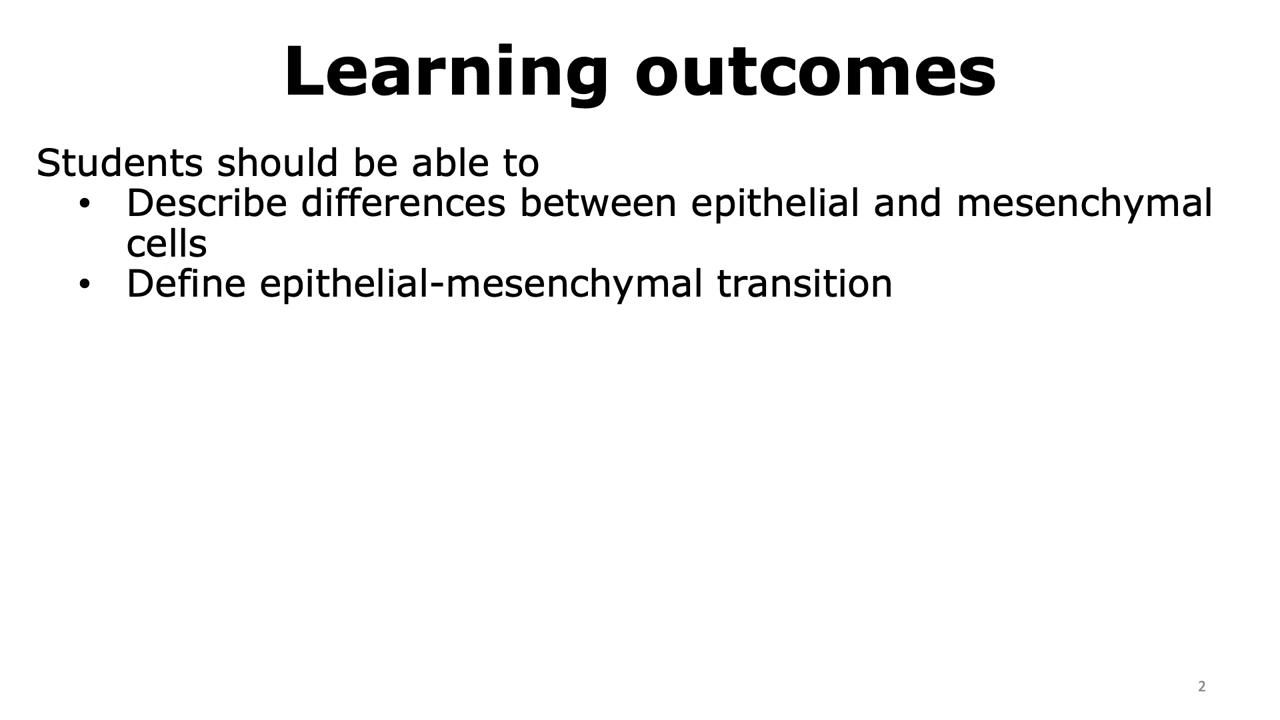 Learning outcomes
Students should be able to
• Describe differences between epithelial and mesenchymal
cells
• Define epithelial-mesenchymal transition
2